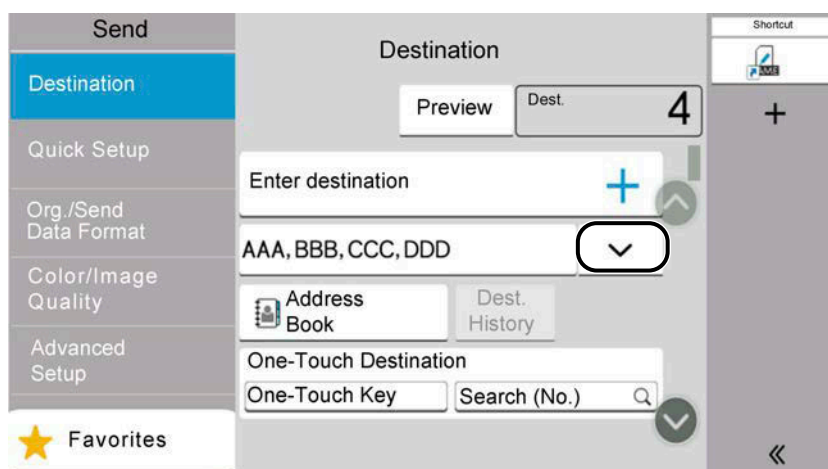 Send
Destination
Quick Setup
Org./Send
Data Format
Color/Image
Quality
Advanced
Setup
Favorites
Destination
Preview
Dest.
4
Enter destination
AAA, BBB, CCC, DDD
Address
Book
Dest.
History
One-Touch Destination
One-Touch Key
Search (No.)
Shortcut